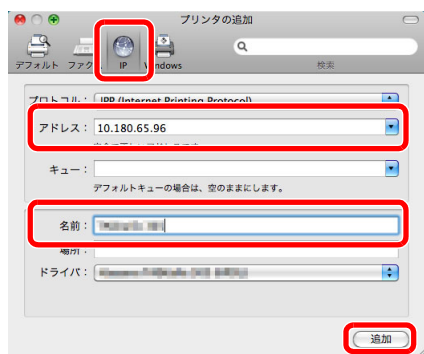 プリンタの追加
デフォルト ファク IP Windows 検索
プロトコル： IPP (Internet Printing Protocol)
アドレス： 10.180.65.96
キュー：
デフォルトキューの場合は、空のままにします。
名前：
場所：
ドライバ：
追加